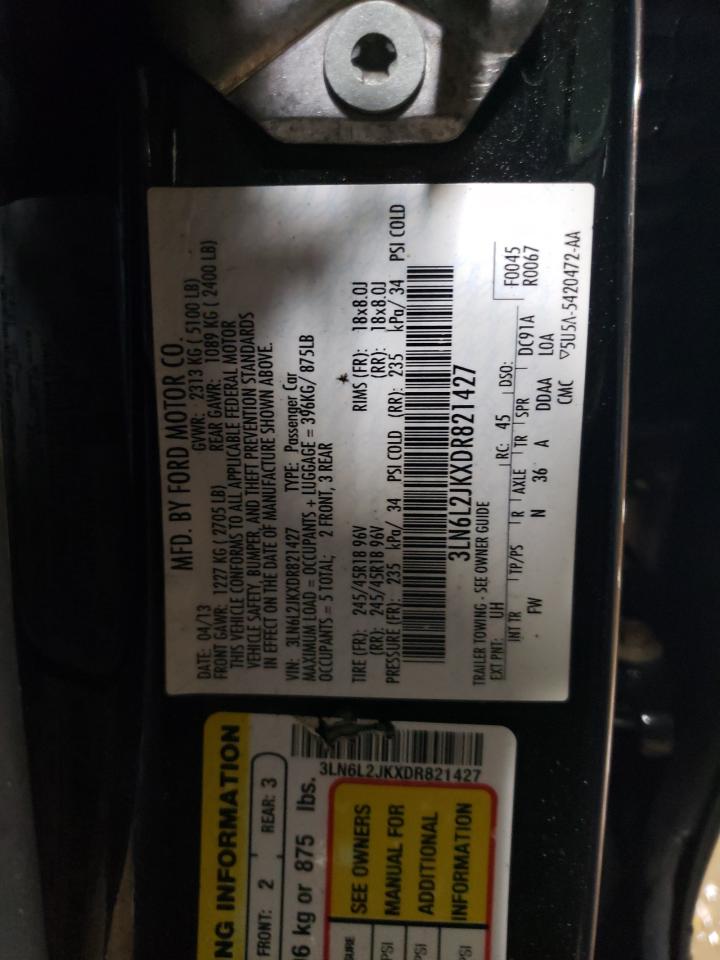 MFD. BY FORD MOTOR CO.
DATE: 04/13 GVWR: 2313 KG ( 5100 LB)
FRONT GAWR: 1227 KG ( 2705 LB) REAR GAWR: 1089 KG ( 2400 LB)
THIS VEHICLE CONFORMS TO ALL APPLICABLE FEDERAL MOTOR
VEHICLE SAFETY, BUMPER, AND THEFT PREVENTION STANDARDS
IN EFFECT ON THE DATE OF MANUFACTURE SHOWN ABOVE.
VIN: 3LN6L2JKXDR821427 TYPE: Passenger Car
MAXIMUM LOAD = OCCUPANTS + LUGGAGE = 396KG/ 875LB
OCCUPANTS = 5 TOTAL; 2 FRONT, 3 REAR
TIRE (FR): 245/45R18 96V RIMS (FR): 18x8.0J
(RR): 245/45R18 96V (RR): 18x8.0J
PRESSURE (FR): 235 kPa/ 34 PSI COLD (RR): 235 kPa/ 34 PSI COLD
3LN6L2JKXDR821427
TRAILER TOWING - SEE OWNER GUIDE
EXT PNT: UH RC: 45 DSO: F0045
INT TR TP/PS R AXLE TR SPR DC91A R0067
FW N 36 A DDAA LOA
CMC ▽5U5A-5420472-AA
NG INFORMATION
FRONT: 2 REAR: 3
6 kg or 875 lbs.
3LN6L2JKXDR821427
SURE SEE OWNERS
PSI MANUAL FOR
PSI ADDITIONAL
PSI INFORMATION